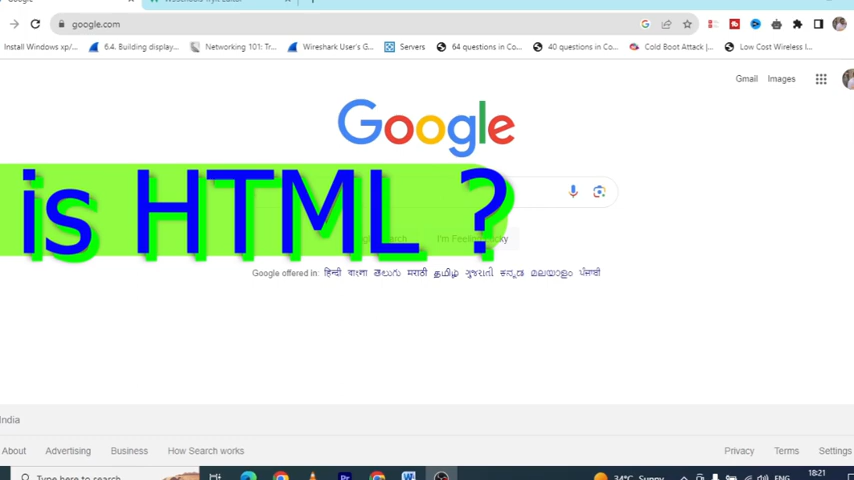 Google
google.com
Install Windows xp/... 6.4. Building display... Networking 101: Tr... Wireshark User's G... Servers 64 questions in Co... 40 questions in Co... Cold Boot Attack |... Low Cost Wireless I...
Gmail Images
Google
is HTML ?
I'm Feeling Lucky
Google offered in: हिन्दी বাংলা తెలుగు मराठी தமிழ் ગુજરાતી ಕನ್ನಡ മലയാളം ਪੰਜਾਬੀ
India
About Advertising Business How Search works Privacy Terms Settings
Type here to search 34°C Sunny ENG 18:21